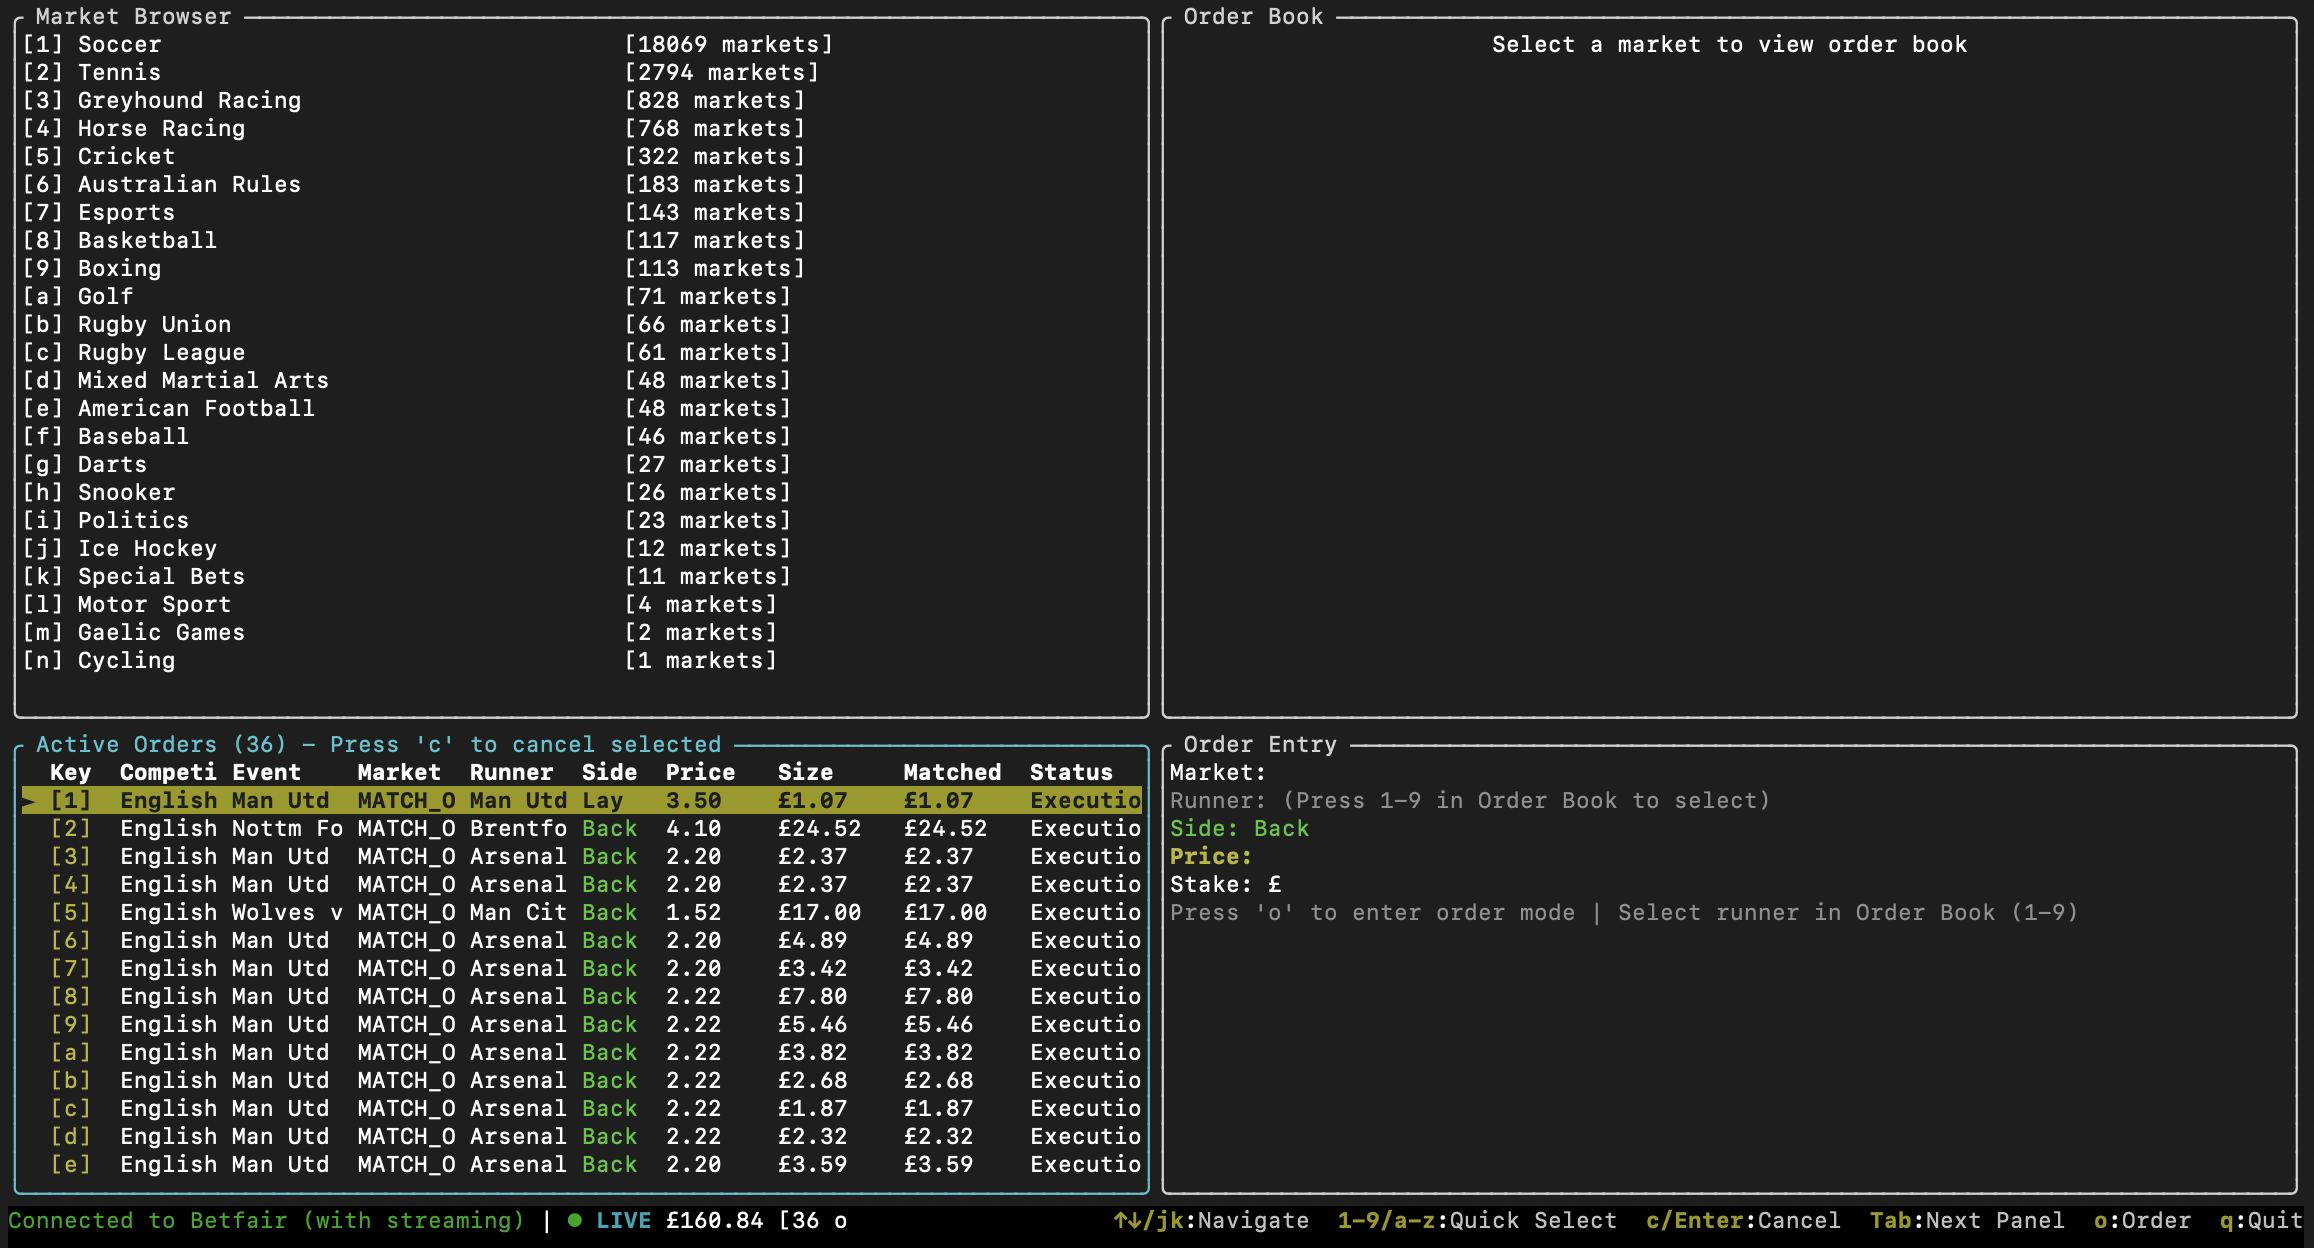 Market Browser
[1] Soccer [18069 markets]
[2] Tennis [2794 markets]
[3] Greyhound Racing [828 markets]
[4] Horse Racing [768 markets]
[5] Cricket [322 markets]
[6] Australian Rules [183 markets]
[7] Esports [143 markets]
[8] Basketball [117 markets]
[9] Boxing [113 markets]
[a] Golf [71 markets]
[b] Rugby Union [66 markets]
[c] Rugby League [61 markets]
[d] Mixed Martial Arts [48 markets]
[e] American Football [48 markets]
[f] Baseball [46 markets]
[g] Darts [27 markets]
[h] Snooker [26 markets]
[i] Politics [23 markets]
[j] Ice Hockey [12 markets]
[k] Special Bets [11 markets]
[l] Motor Sport [4 markets]
[m] Gaelic Games [2 markets]
[n] Cycling [1 markets]
Order Book
Select a market to view order book
Active Orders (36) - Press 'c' to cancel selected
Key Competi Event Market Runner Side Price Size Matched Status
► [1] English Man Utd MATCH_O Man Utd Lay 3.50 £1.07 £1.07 Executio
[2] English Nottm Fo MATCH_O Brentfo Back 4.10 £24.52 £24.52 Executio
[3] English Man Utd MATCH_O Arsenal Back 2.20 £2.37 £2.37 Executio
[4] English Man Utd MATCH_O Arsenal Back 2.20 £2.37 £2.37 Executio
[5] English Wolves v MATCH_O Man Cit Back 1.52 £17.00 £17.00 Executio
[6] English Man Utd MATCH_O Arsenal Back 2.20 £4.89 £4.89 Executio
[7] English Man Utd MATCH_O Arsenal Back 2.20 £3.42 £3.42 Executio
[8] English Man Utd MATCH_O Arsenal Back 2.22 £7.80 £7.80 Executio
[9] English Man Utd MATCH_O Arsenal Back 2.22 £5.46 £5.46 Executio
[a] English Man Utd MATCH_O Arsenal Back 2.22 £3.82 £3.82 Executio
[b] English Man Utd MATCH_O Arsenal Back 2.22 £2.68 £2.68 Executio
[c] English Man Utd MATCH_O Arsenal Back 2.22 £1.87 £1.87 Executio
[d] English Man Utd MATCH_O Arsenal Back 2.22 £2.32 £2.32 Executio
[e] English Man Utd MATCH_O Arsenal Back 2.20 £3.59 £3.59 Executio
Order Entry
Market:
Runner: (Press 1-9 in Order Book to select)
Side: Back
Price:
Stake: £
Press 'o' to enter order mode | Select runner in Order Book (1-9)
Connected to Betfair (with streaming) | ● LIVE £160.84 [36 o
↑↓/jk:Navigate 1-9/a-z:Quick Select c/Enter:Cancel Tab:Next Panel o:Order q:Quit